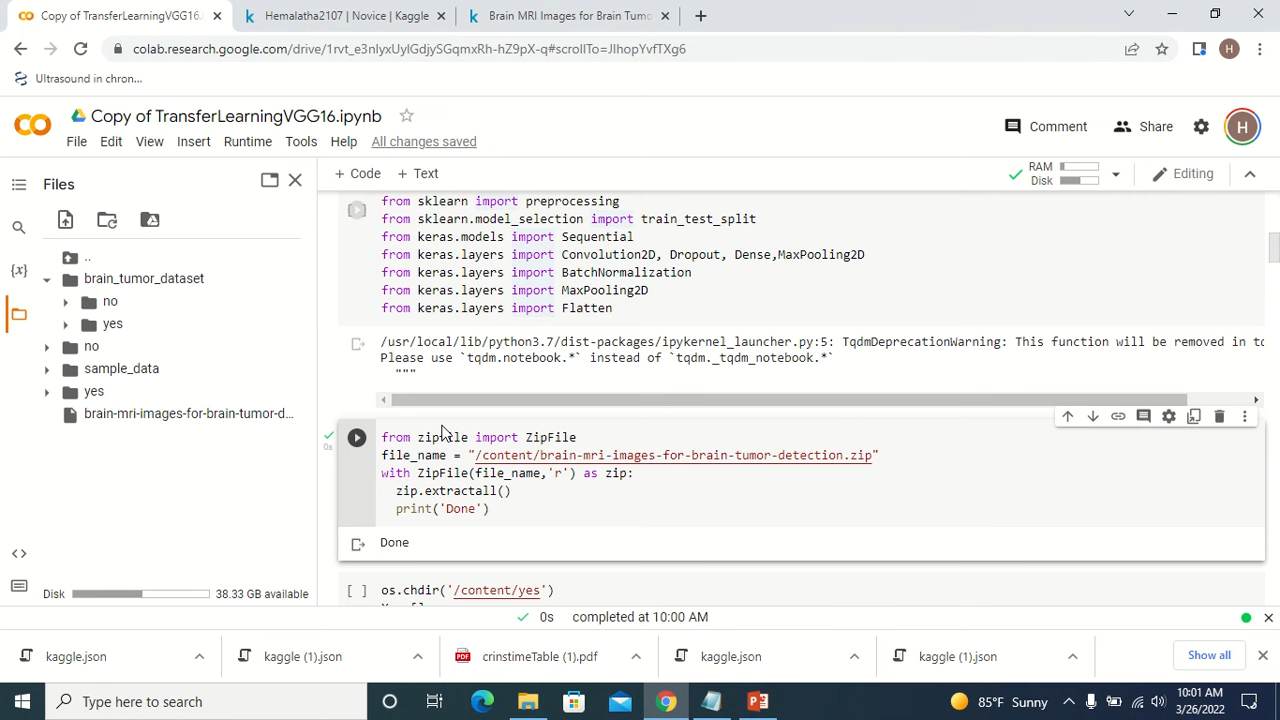 Copy of TransferLearningVGG16.
Hemalatha2107 | Novice | Kaggle
Brain MRI Images for Brain Tumo
colab.research.google.com/drive/1rvt_e3nlyxUyIGdjySGqmxRh-hZ9pX-q#scrollTo=JIhopYvfTXg6
Ultrasound in chron...
Copy of TransferLearningVGG16.ipynb
Comment
Share
H
File Edit View Insert Runtime Tools Help All changes saved
Files
+ Code + Text
RAM
Disk
Editing
..
brain_tumor_dataset
no
yes
no
sample_data
yes
brain-mri-images-for-brain-tumor-d...
Disk
38.33 GB available
from sklearn import preprocessing
from sklearn.model_selection import train_test_split
from keras.models import Sequential
from keras.layers import Convolution2D, Dropout, Dense,MaxPooling2D
from keras.layers import BatchNormalization
from keras.layers import MaxPooling2D
from keras.layers import Flatten
/usr/local/lib/python3.7/dist-packages/ipykernel_launcher.py:5: TqdmDeprecationWarning: This function will be removed in tq
Please use `tqdm.notebook.*` instead of `tqdm._tqdm_notebook.*`
"""
0s
from zipfile import ZipFile
file_name = "/content/brain-mri-images-for-brain-tumor-detection.zip"
with ZipFile(file_name,'r') as zip:
zip.extractall()
print('Done')
Done
[ ] os.chdir('/content/yes')
0s completed at 10:00 AM
kaggle.json
kaggle (1).json
PDF crinstimeTable (1).pdf
kaggle.json
kaggle (1).json
Show all
Type here to search
85°F Sunny
10:01 AM
3/26/2022